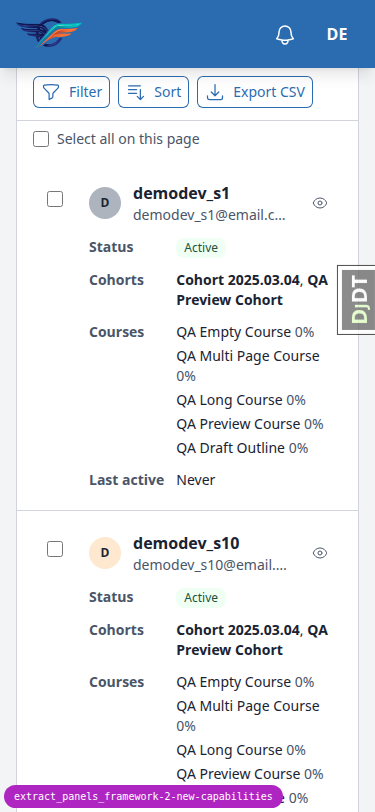 DE
Filter
Sort
Export CSV
Select all on this page
D
demodev_s1
demodev_s1@email.c...
Status
Active
Cohorts
Cohort 2025.03.04, QA
Preview Cohort
Courses
QA Empty Course 0%
QA Multi Page Course
0%
QA Long Course 0%
QA Preview Course 0%
QA Draft Outline 0%
Last active
Never
DJDT
D
demodev_s10
demodev_s10@email....
Status
Active
Cohorts
Cohort 2025.03.04, QA
Preview Cohort
Courses
QA Empty Course 0%
QA Multi Page Course
0%
QA Long Course 0%
QA Preview Course 0%
0%
extract_panels_framework-2-new-capabilities